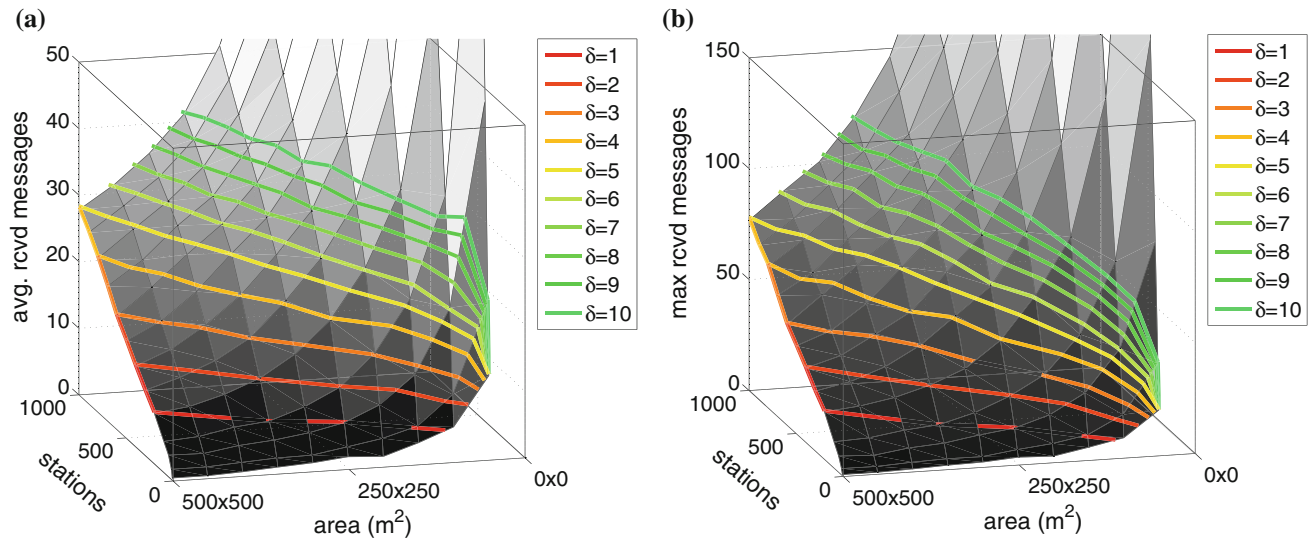 (a)
50
40
30
20
10
0
avg. rcvd messages
1000
500
0
stations
500x500
250x250
0x0
area (m²)
δ=1
δ=2
δ=3
δ=4
δ=5
δ=6
δ=7
δ=8
δ=9
δ=10
(b)
150
100
50
0
max rcvd messages
1000
500
0
stations
500x500
250x250
0x0
area (m²)
δ=1
δ=2
δ=3
δ=4
δ=5
δ=6
δ=7
δ=8
δ=9
δ=10